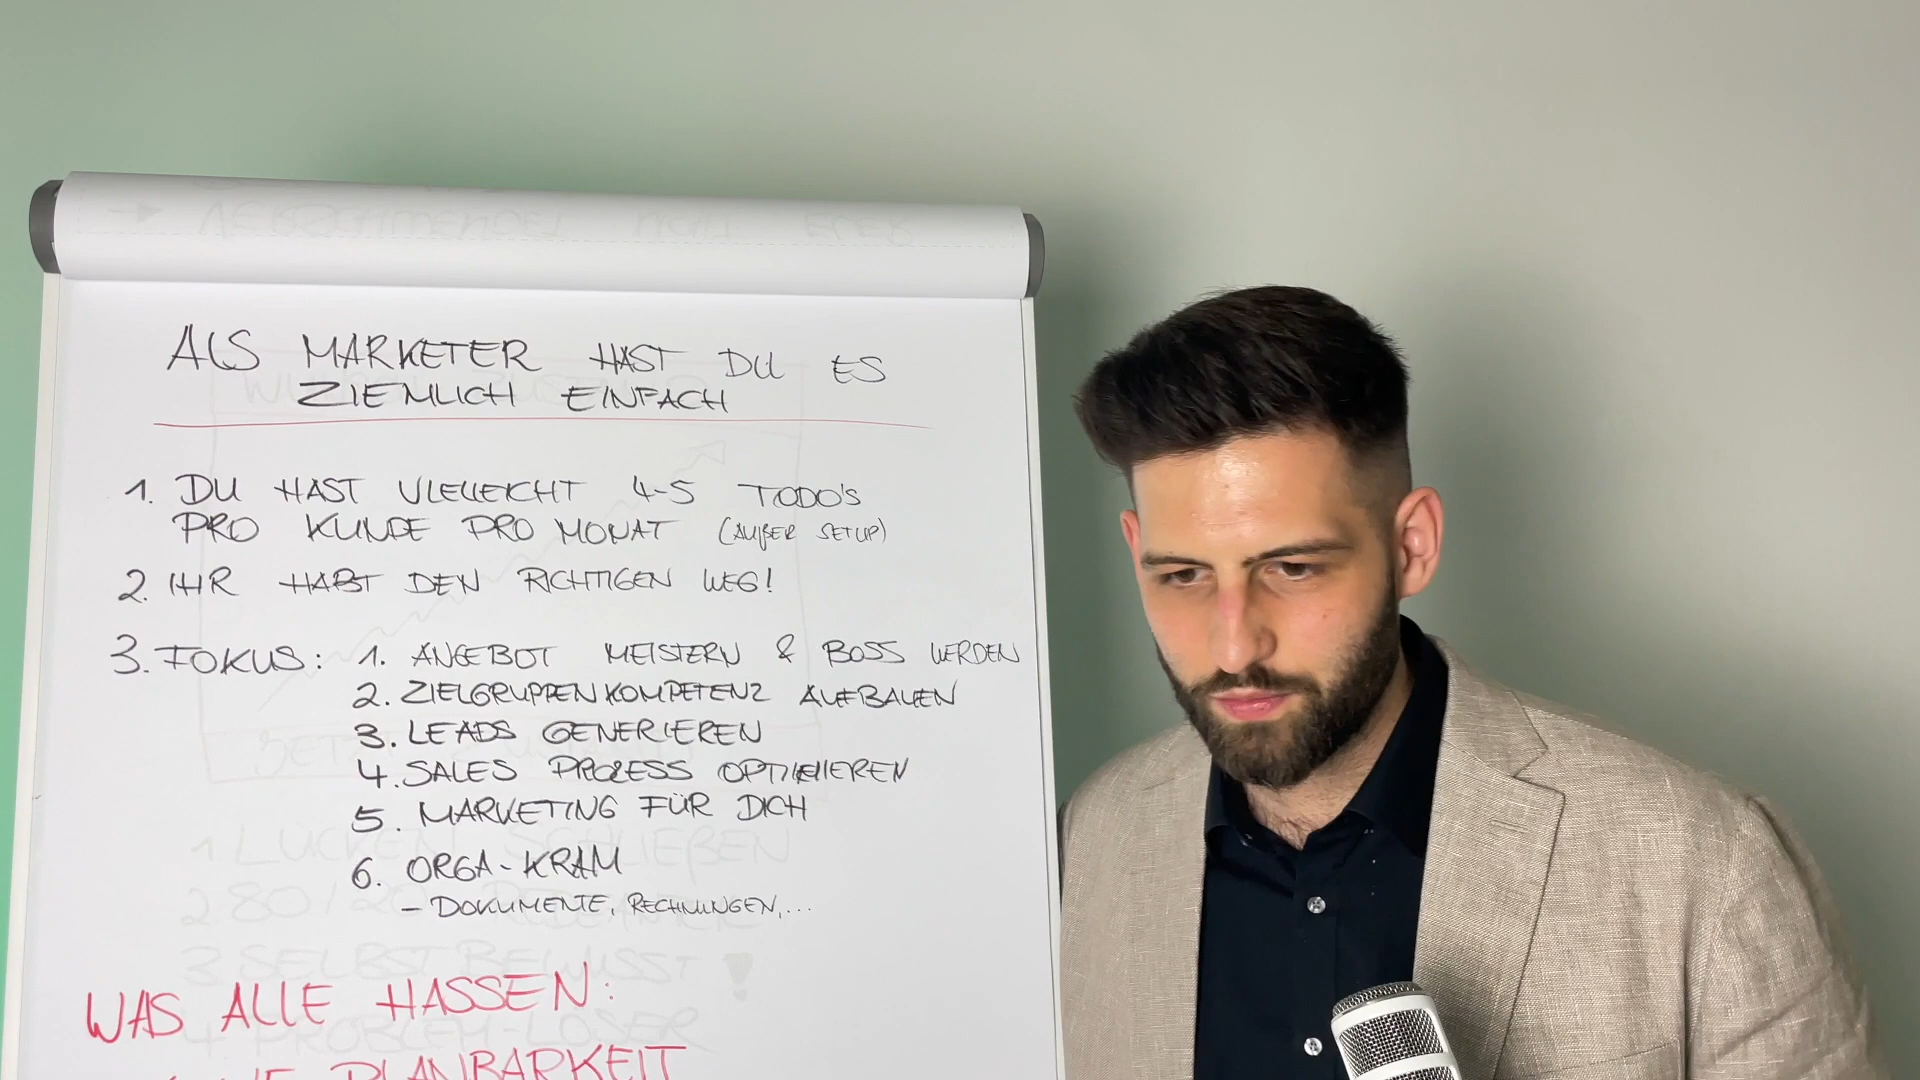 ALS MARKETER HAST DU ES
ZIEMLICH EINFACH
1. DU HAST VIELLEICHT 4-5 TODO'S
PRO KUNDE PRO MONAT (AUßER SETUP)
2. IHR HABT DEN RICHTIGEN WEG!
3. FOKUS: 1. ANGEBOT MEISTERN & BOSS WERDEN
2. ZIELGRUPPENKOMPETENZ AUFBAUEN
3. LEADS GENERIEREN
4. SALES PROZESS OPTIMIEREN
5. MARKETING FÜR DICH
6. ORGA-KRAM
- DOKUMENTE, RECHNUNGEN,...
WAS ALLE HASSEN:
PLANBARKEIT